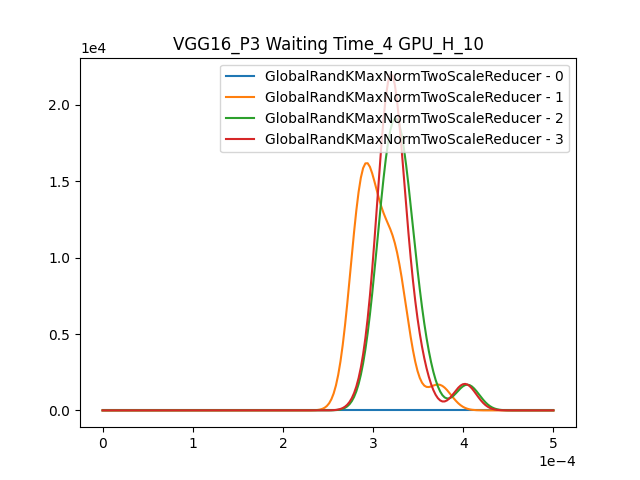 VGG16_P3 Waiting Time_4 GPU_H_10
1e4
GlobalRandKMaxNormTwoScaleReducer - 0
GlobalRandKMaxNormTwoScaleReducer - 1
GlobalRandKMaxNormTwoScaleReducer - 2
GlobalRandKMaxNormTwoScaleReducer - 3
2.0
1.5
1.0
0.5
0.0
0 1 2 3 4 5
1e−4